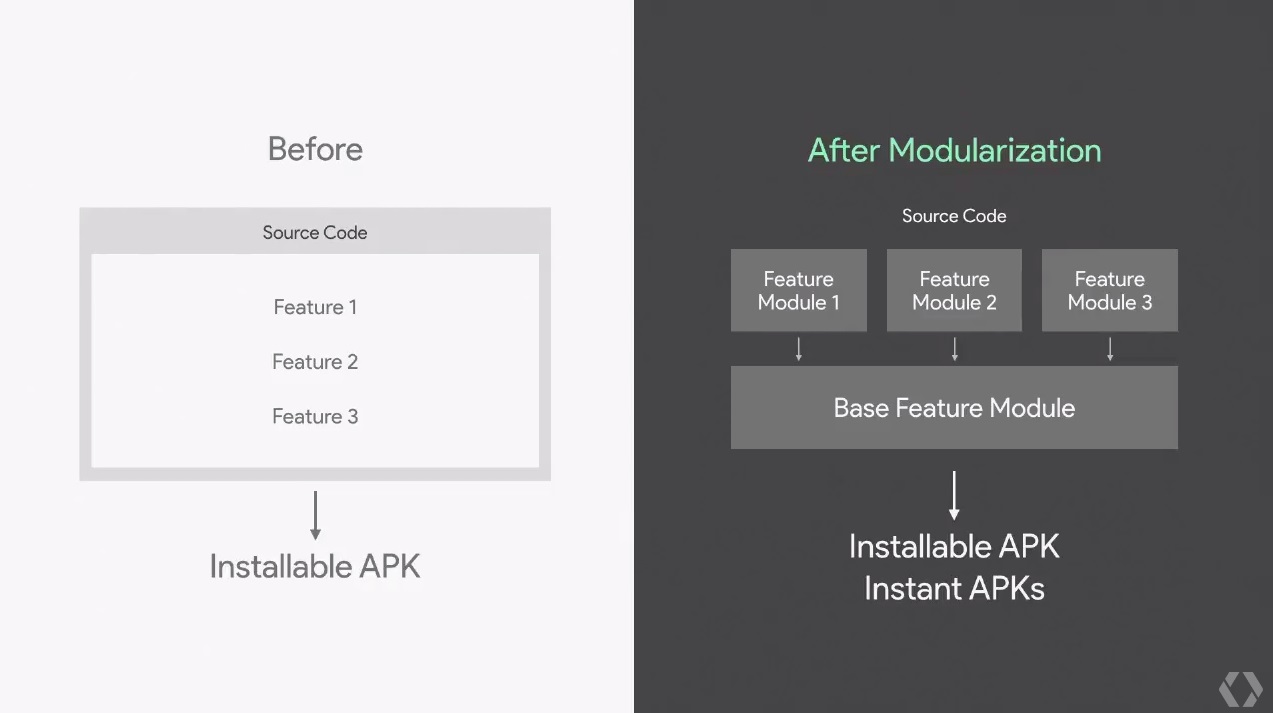 Before
Source Code
Feature 1
Feature 2
Feature 3
Installable APK
After Modularization
Source Code
Feature
Module 1
Feature
Module 2
Feature
Module 3
Base Feature Module
Installable APK
Instant APKs